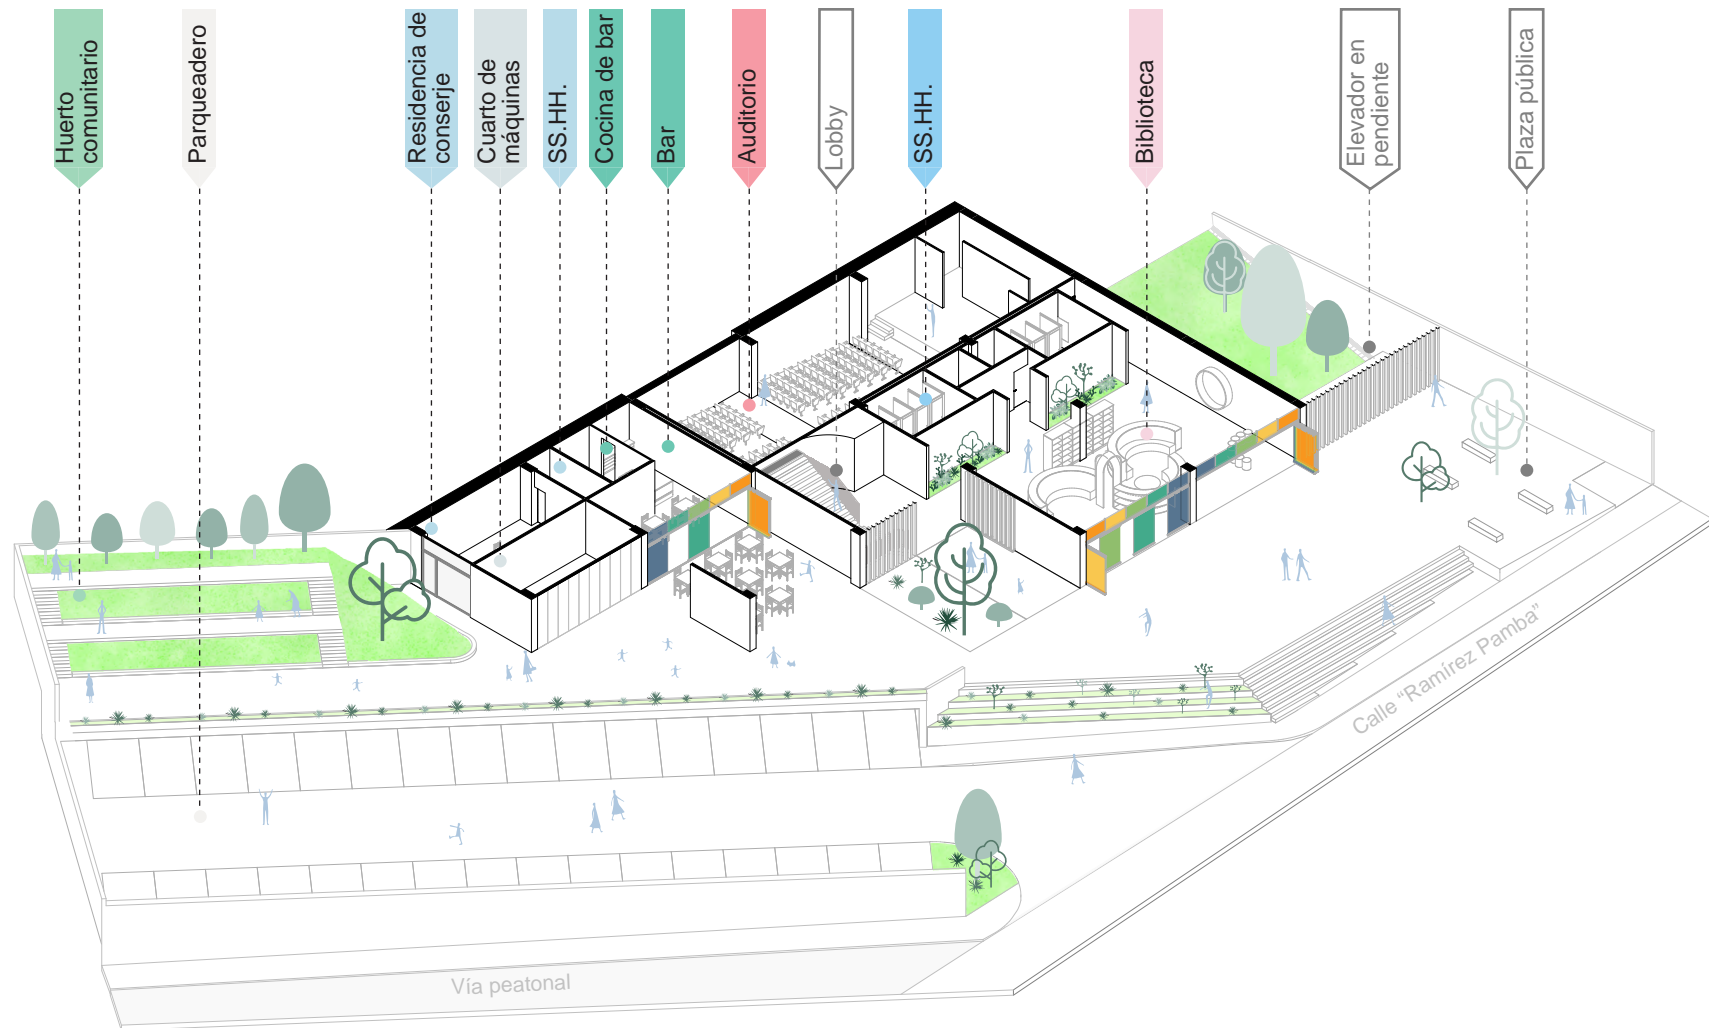 Huerto
comunitario
Parqueadero
Residencia de
conserje
Cuarto de
máquinas
SS.HH.
Cocina de bar
Bar
Auditorio
Lobby
SS.HH.
Biblioteca
Elevador en
pendiente
Plaza pública
Calle “Ramírez Pamba”
Vía peatonal